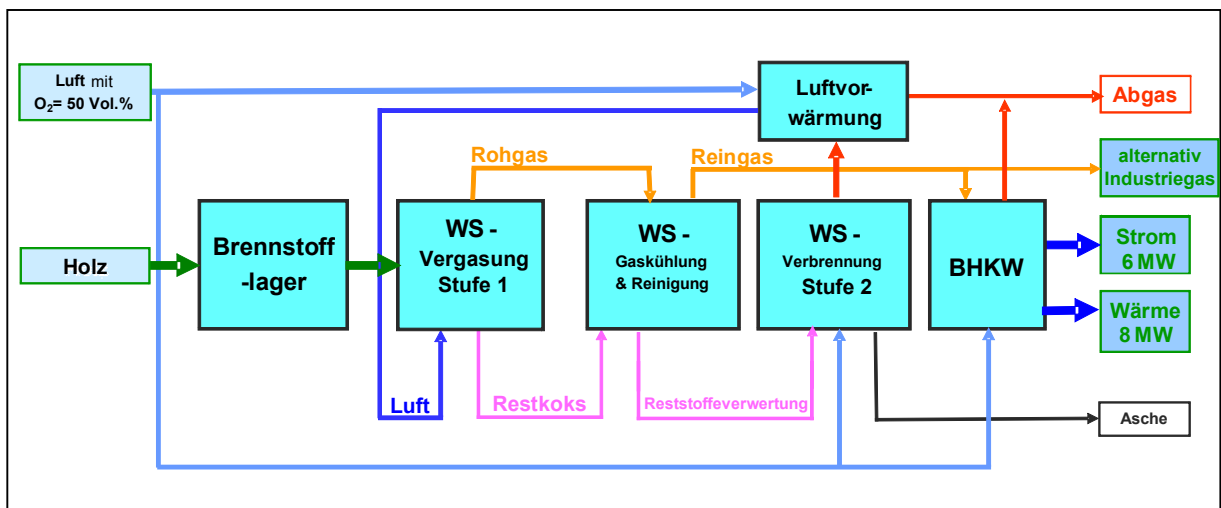 Luft mit
O₂= 50 Vol.%
Luftvor-
wärmung
Abgas
Rohgas
Reingas
alternativ
Industriegas
Holz
Brennstoff
-lager
WS -
Vergasung
Stufe 1
WS -
Gaskühlung
& Reinigung
WS -
Verbrennung
Stufe 2
BHKW
Strom
6 MW
Wärme
8 MW
Luft
Restkoks
Reststoffeverwertung
Asche